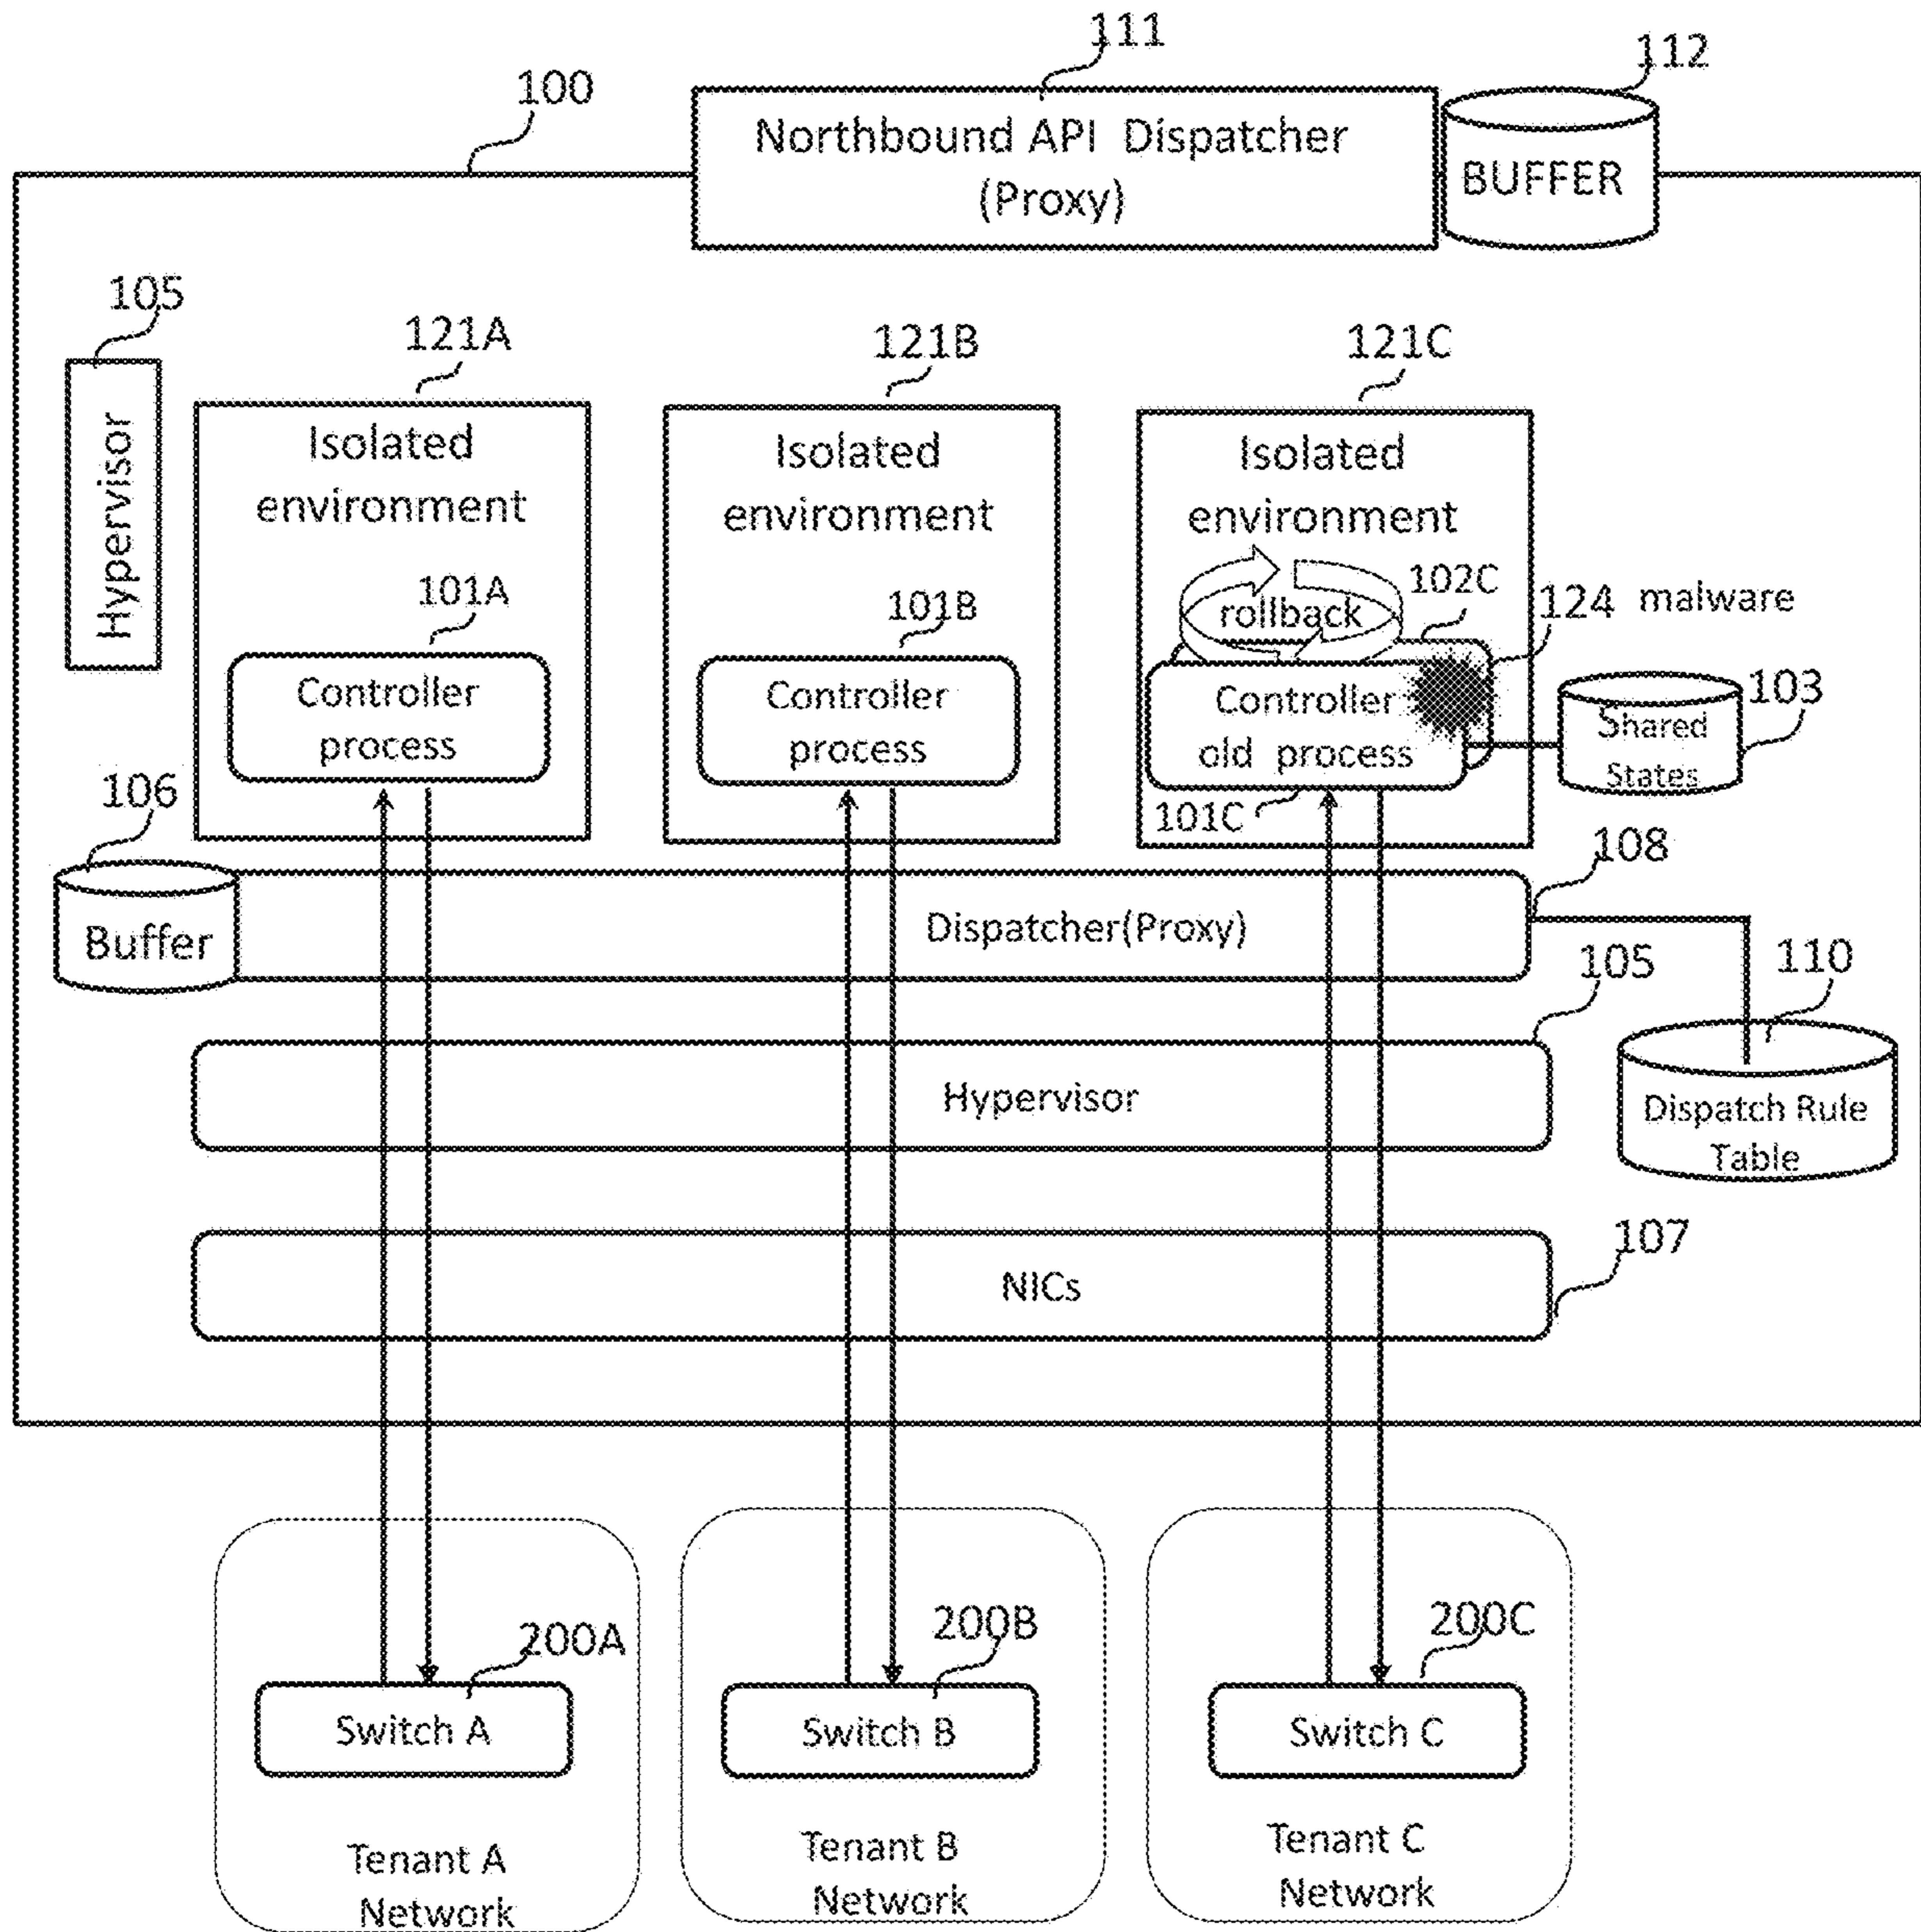 111
112
100
Northbound API Dispatcher
(Proxy)
BUFFER
105
121A
121B
121C
Hypervisor
Isolated
environment
Isolated
environment
Isolated
environment
101A
101B
rollback
102C
124 malware
Controller
process
Controller
process
Controller
old process
Shared
States
103
101C
106
108
Buffer
Dispatcher(Proxy)
105
110
Hypervisor
Dispatch Rule
Table
107
NICs
200A
200B
200C
Switch A
Switch B
Switch C
Tenant A
Network
Tenant B
Network
Tenant C
Network